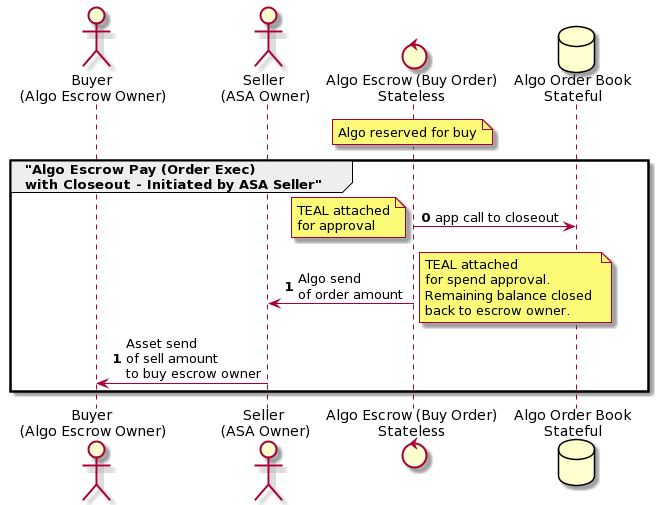 Buyer
(Algo Escrow Owner)
Seller
(ASA Owner)
Algo Escrow (Buy Order)
Stateless
Algo Order Book
Stateful
Algo reserved for buy
"Algo Escrow Pay (Order Exec)
with Closeout - Initiated by ASA Seller"
TEAL attached
for approval
0 app call to closeout
TEAL attached
for spend approval.
Remaining balance closed
back to escrow owner.
Algo send
1 of order amount
Asset send
1 of sell amount
to buy escrow owner
Buyer
(Algo Escrow Owner)
Seller
(ASA Owner)
Algo Escrow (Buy Order)
Stateless
Algo Order Book
Stateful